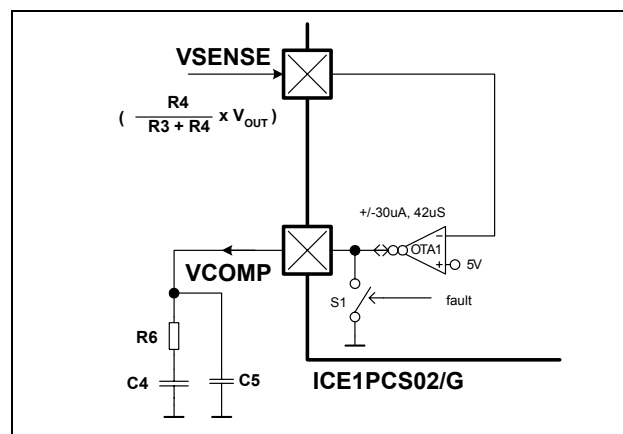 VSENSE
( R4
R3 + R4
x VOUT )
+/-30uA, 42uS
−
OTA1
+
5V
VCOMP
S1
fault
R6
C4
C5
ICE1PCS02/G